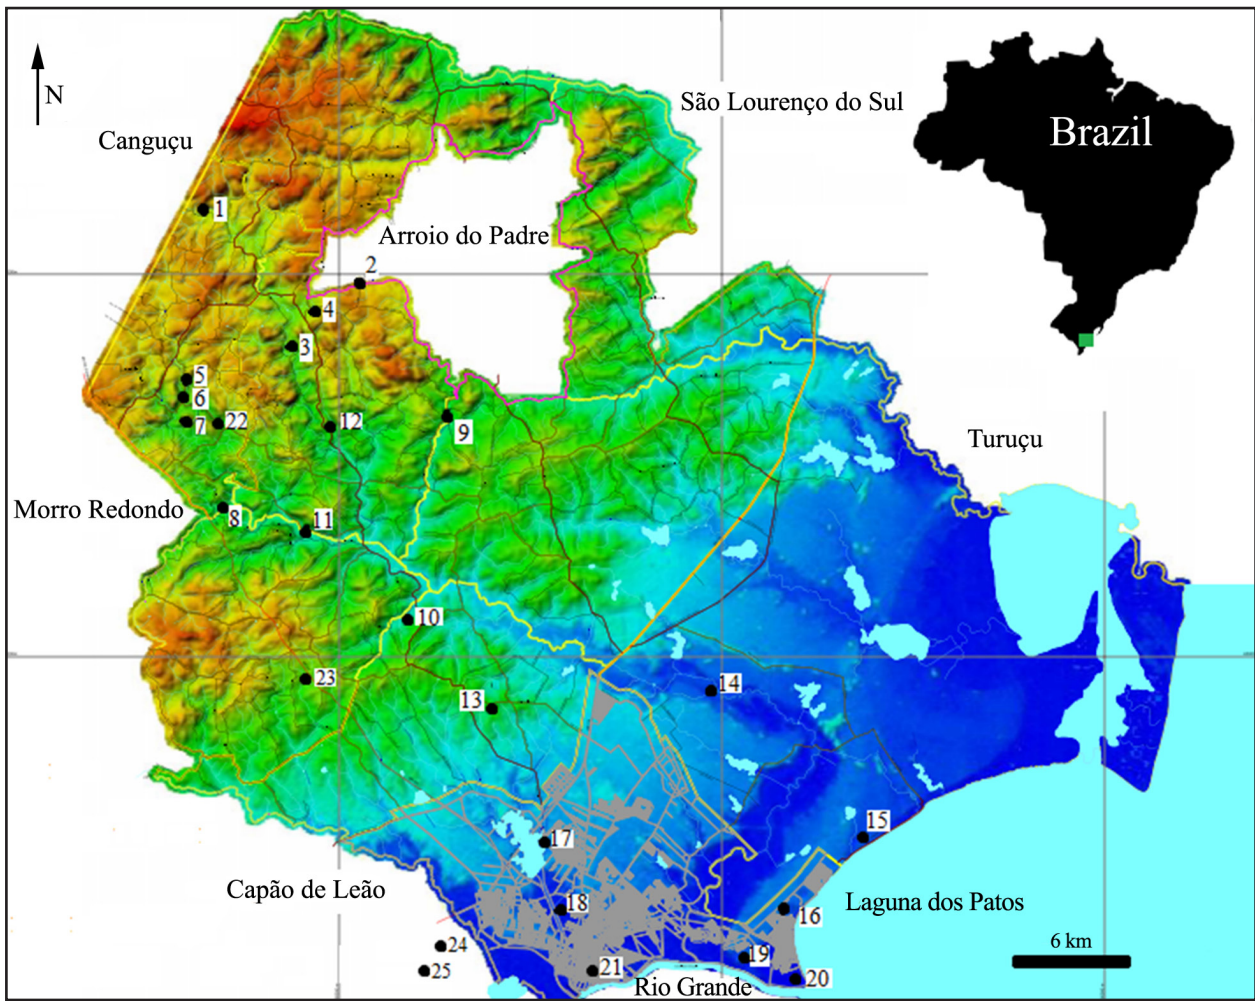 N
São Lourenço do Sul
Canguçu
Brazil
1
Arroio do Padre
2
4
3
5
6
7
22
12
9
Turuçu
Morro Redondo
8
11
10
23
13
14
17
15
Capão de Leão
18
16
Laguna dos Patos
24
19
6 km
25
21
20
Rio Grande